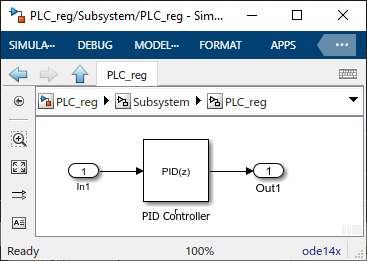 PLC_reg/Subsystem/PLC_reg - Sim...
SIMULA... DEBUG MODEL... FORMAT APPS
PLC_reg
PLC_reg Subsystem PLC_reg
1 PID(z) 1
In1 Out1
PID Controller
Ready 100% ode14x